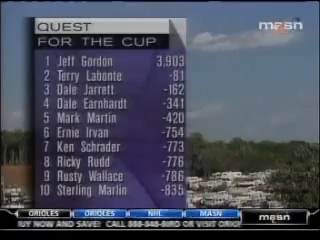 masn
QUEST
FOR THE CUP
1 Jeff Gordon 3,903
2 Terry Labonte -81
3 Dale Jarrett -162
4 Dale Earnhardt -341
5 Mark Martin -420
6 Ernie Irvan -754
7 Ken Schrader -773
8 Ricky Rudd -776
9 Rusty Wallace -786
10 Sterling Marlin -835
ORIOLES ORIOLES NHL MASN masn
BUY NOW AND SAVE! CALL 888-848-BIRD OR VISIT ORIOL